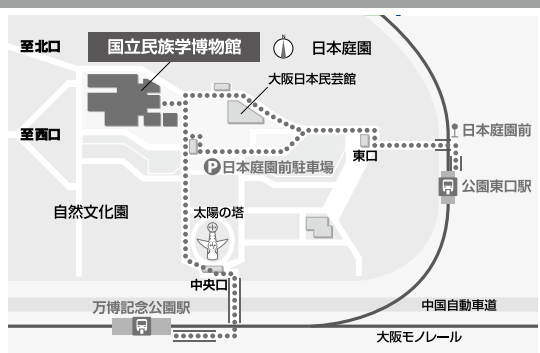 至北口
国立民族学博物館
日本庭園
大阪日本民芸館
至西口
日本庭園前
東口
P日本庭園前駐車場
公園東口駅
自然文化園
太陽の塔
中央口
万博記念公園駅
中国自動車道
大阪モノレール